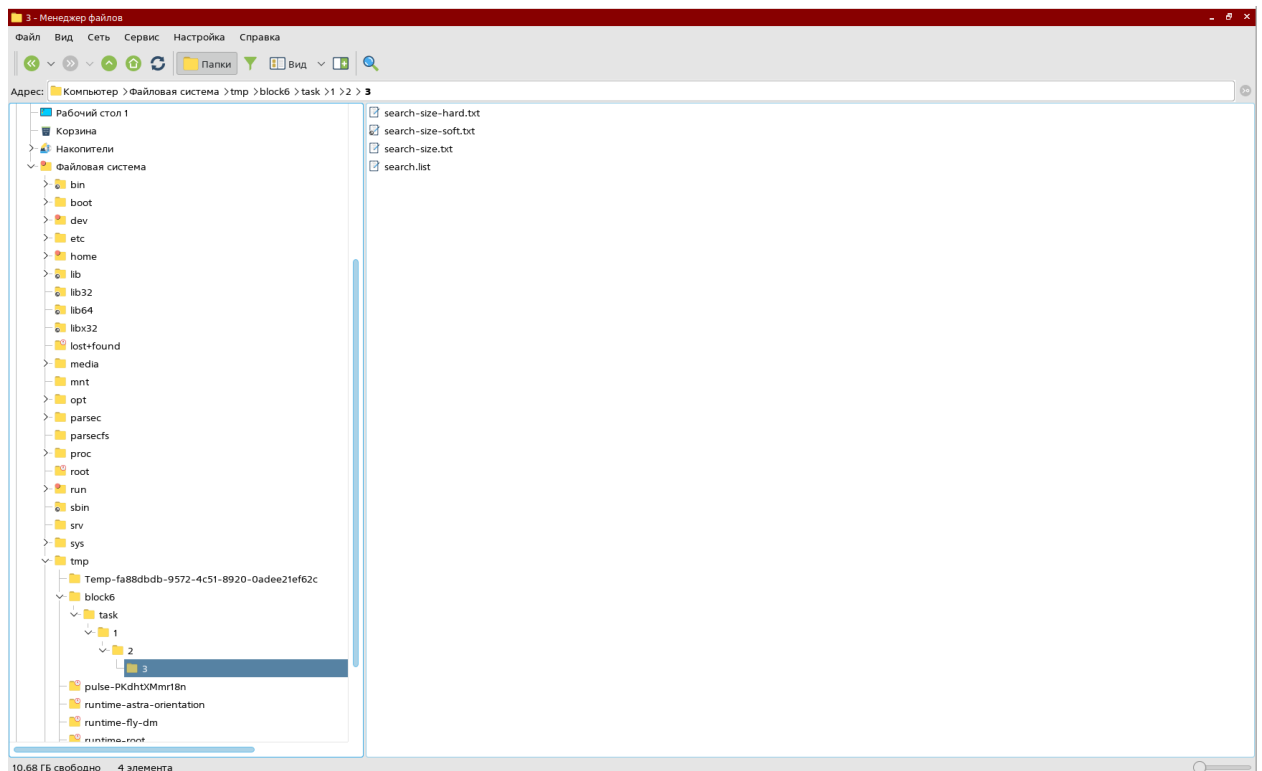 3 - Менеджер файлов
Файл Вид Сеть Сервис Настройка Справка
Папки Вид
Адрес: Компьютер > Файловая система > tmp > block6 > task > 1 > 2 > 3
Рабочий стол 1
Корзина
Накопители
Файловая система
bin
boot
dev
etc
home
lib
lib32
lib64
libx32
lost+found
media
mnt
opt
parsec
parsecfs
proc
root
run
sbin
srv
sys
tmp
Temp-fa88dbdb-9572-4c51-8920-0adee21ef62c
block6
task
1
2
3
pulse-PKdhtXMmr18n
runtime-astra-orientation
runtime-fly-dm
runtime-root
search-size-hard.txt
search-size-soft.txt
search-size.txt
search.list
10,68 ГБ свободно 4 элемента